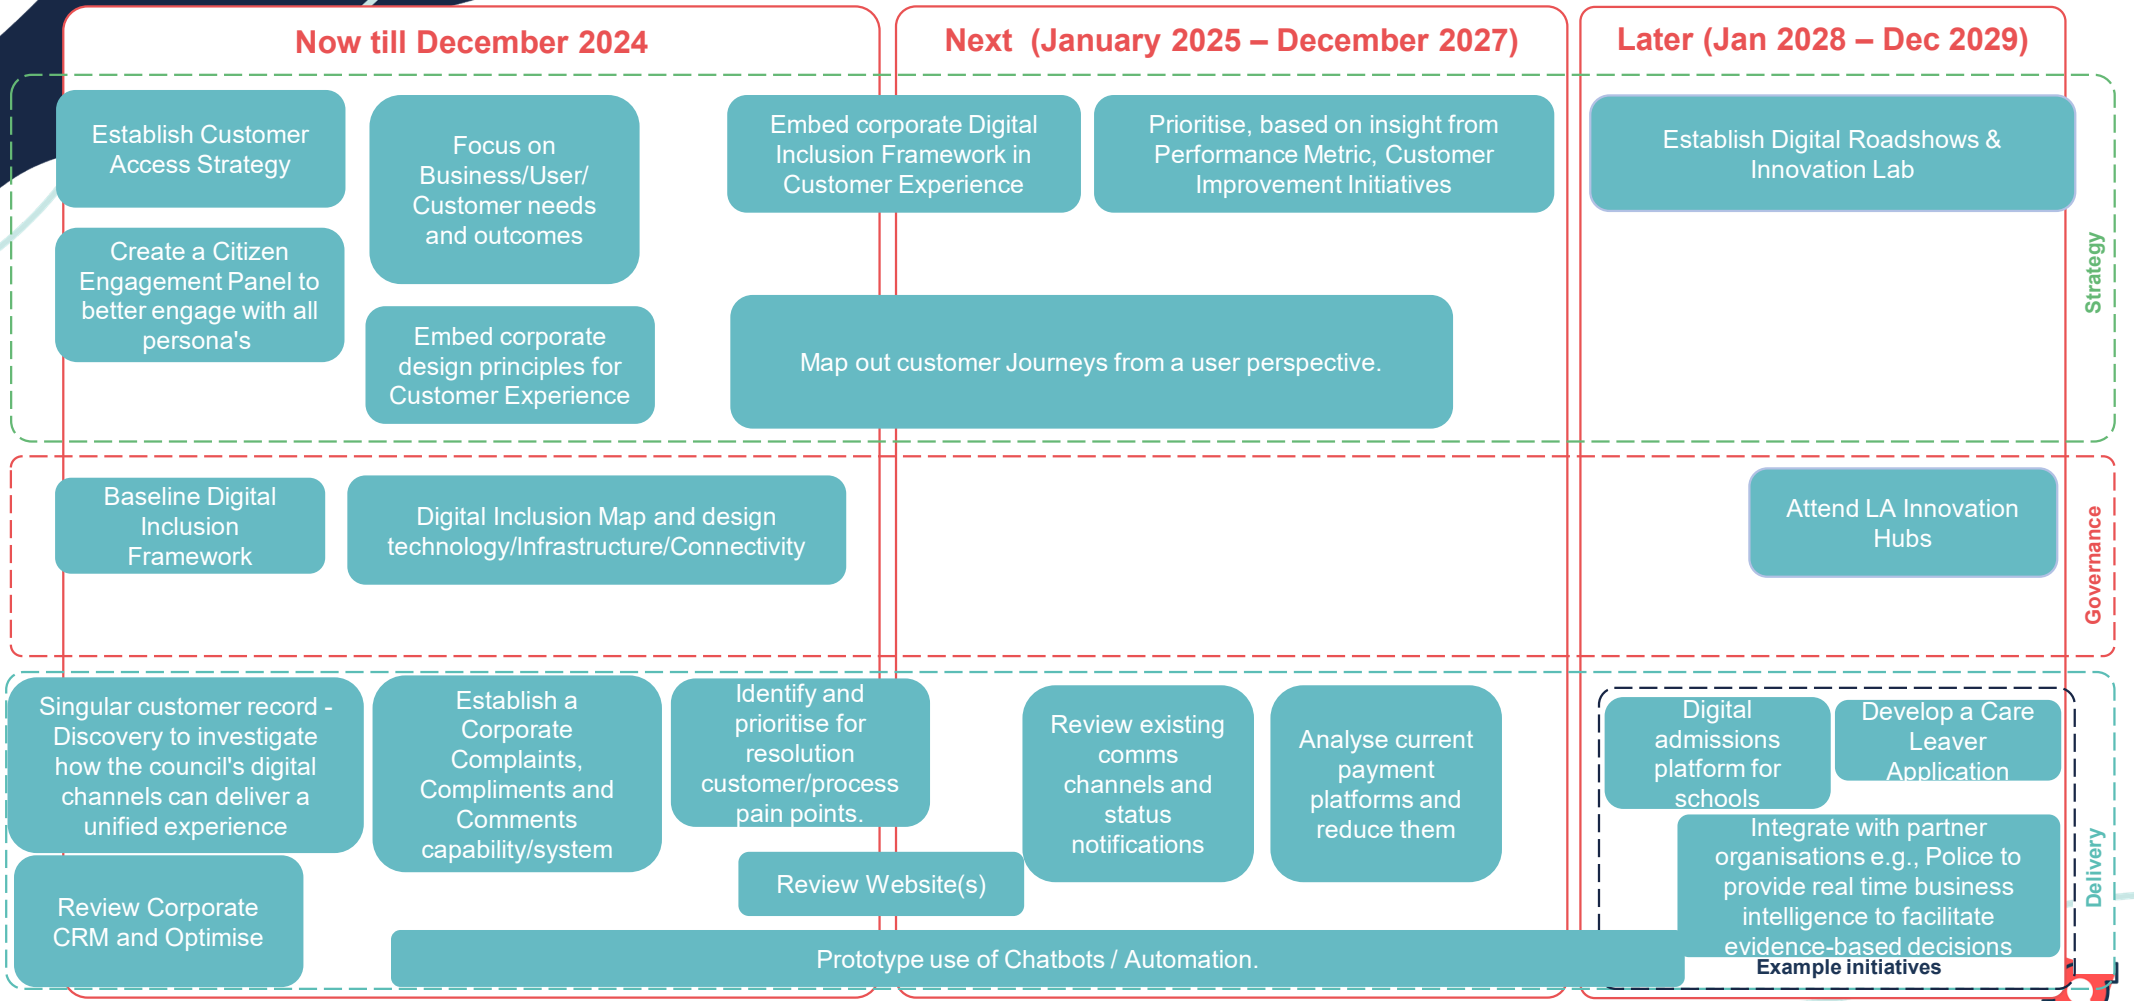 Now till December 2024
Next (January 2025 – December 2027)
Later (Jan 2028 – Dec 2029)
Establish Customer
Access Strategy
Focus on
Business/User/
Customer needs
and outcomes
Embed corporate Digital
Inclusion Framework in
Customer Experience
Prioritise, based on insight from
Performance Metric, Customer
Improvement Initiatives
Establish Digital Roadshows &
Innovation Lab
Create a Citizen
Engagement Panel to
better engage with all
persona's
Embed corporate
design principles for
Customer Experience
Map out customer Journeys from a user perspective.
Strategy
Baseline Digital
Inclusion
Framework
Digital Inclusion Map and design
technology/Infrastructure/Connectivity
Attend LA Innovation
Hubs
Governance
Singular customer record -
Discovery to investigate
how the council's digital
channels can deliver a
unified experience
Establish a
Corporate
Complaints,
Compliments and
Comments
capability/system
Identify and
prioritise for
resolution
customer/process
pain points.
Review existing
comms
channels and
status
notifications
Analyse current
payment
platforms and
reduce them
Digital
admissions
platform for
schools
Develop a Care
Leaver
Application
Review Website(s)
Integrate with partner
organisations e.g., Police to
provide real time business
intelligence to facilitate
evidence-based decisions
Review Corporate
CRM and Optimise
Prototype use of Chatbots / Automation.
Example initiatives
Delivery